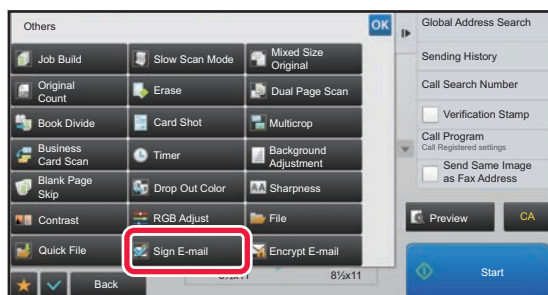 Others
OK
Job Build
Slow Scan Mode
Mixed Size
Original
Original
Count
Erase
Dual Page Scan
Book Divide
Card Shot
Multicrop
Business
Card Scan
Timer
Background
Adjustment
Blank Page
Skip
Drop Out Color
Sharpness
Contrast
RGB Adjust
File
Quick File
Sign E-mail
Encrypt E-mail
Back
8½x11
Global Address Search
Sending History
Call Search Number
Verification Stamp
Call Program
Call Registered settings
Send Same Image
as Fax Address
Preview
CA
Start